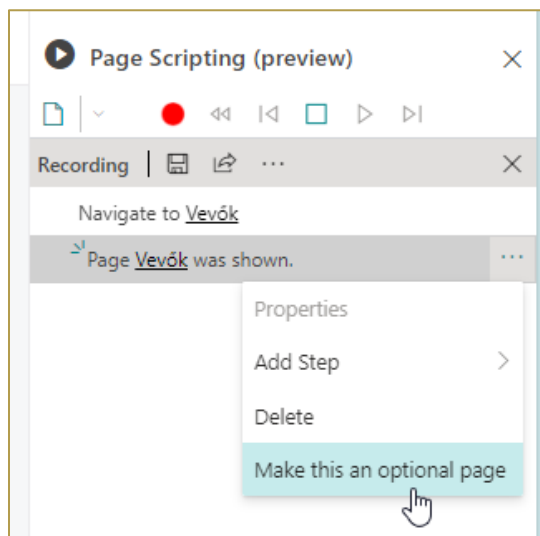 Page Scripting (preview)
Recording
Navigate to Vevők
Page Vevők was shown.
Properties
Add Step
Delete
Make this an optional page